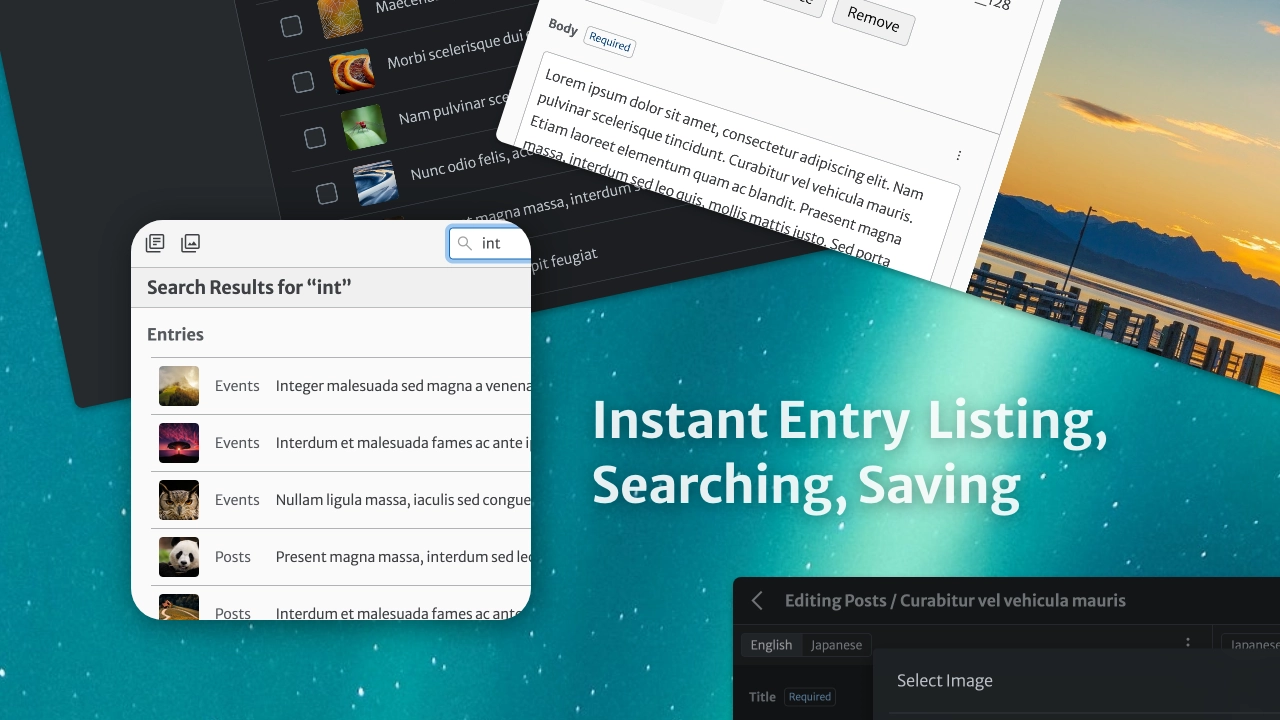 Maecenas
Morbi scelerisque dui
Nam pulvinar
Nunc odio felis,
magna massa, interdum
feugiat
Remove
Body Required
Lorem ipsum dolor sit amet, consectetur adipiscing elit. Nam
pulvinar scelerisque tincidunt. Curabitur vel vehicula mauris.
Etiam laoreet elementum quam ac blandit. Praesent magna
massa, interdum sed leo quis, mollis mattis justo. Sed porta
int
Search Results for “int”
Entries
Events Integer malesuada sed magna a venena
Events Interdum et malesuada fames ac ante
Events Nullam ligula massa, iaculis sed congue
Posts Present magna massa, interdum sed leo
Posts Interdum et malesuada fames ac ante
Instant Entry Listing,
Searching, Saving
Editing Posts / Curabitur vel vehicula mauris
English Japanese Japanese
Select Image
Title Required